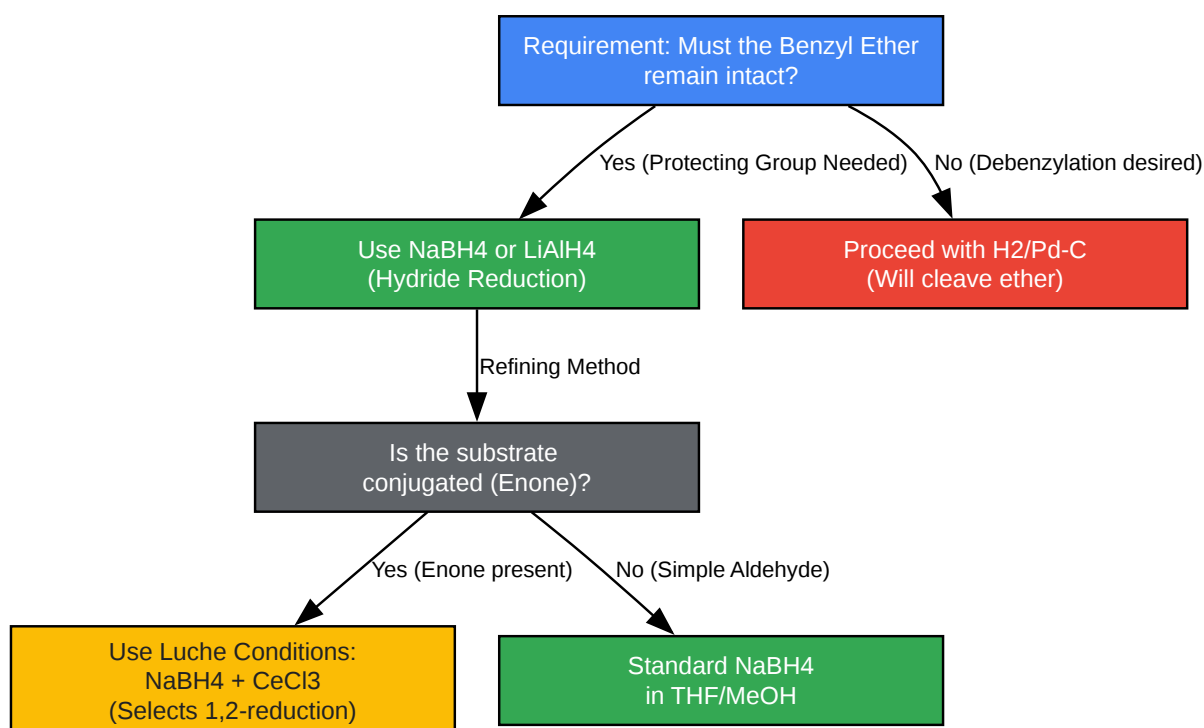 Requirement: Must the Benzyl Ether
remain intact?
Yes (Protecting Group Needed)
No (Debenzylation desired)
Use NaBH4 or LiAlH4
(Hydride Reduction)
Proceed with H2/Pd-C
(Will cleave ether)
Refining Method
Is the substrate
conjugated (Enone)?
Yes (Enone present)
No (Simple Aldehyde)
Use Luche Conditions:
NaBH4 + CeCl3
(Selects 1,2-reduction)
Standard NaBH4
in THF/MeOH